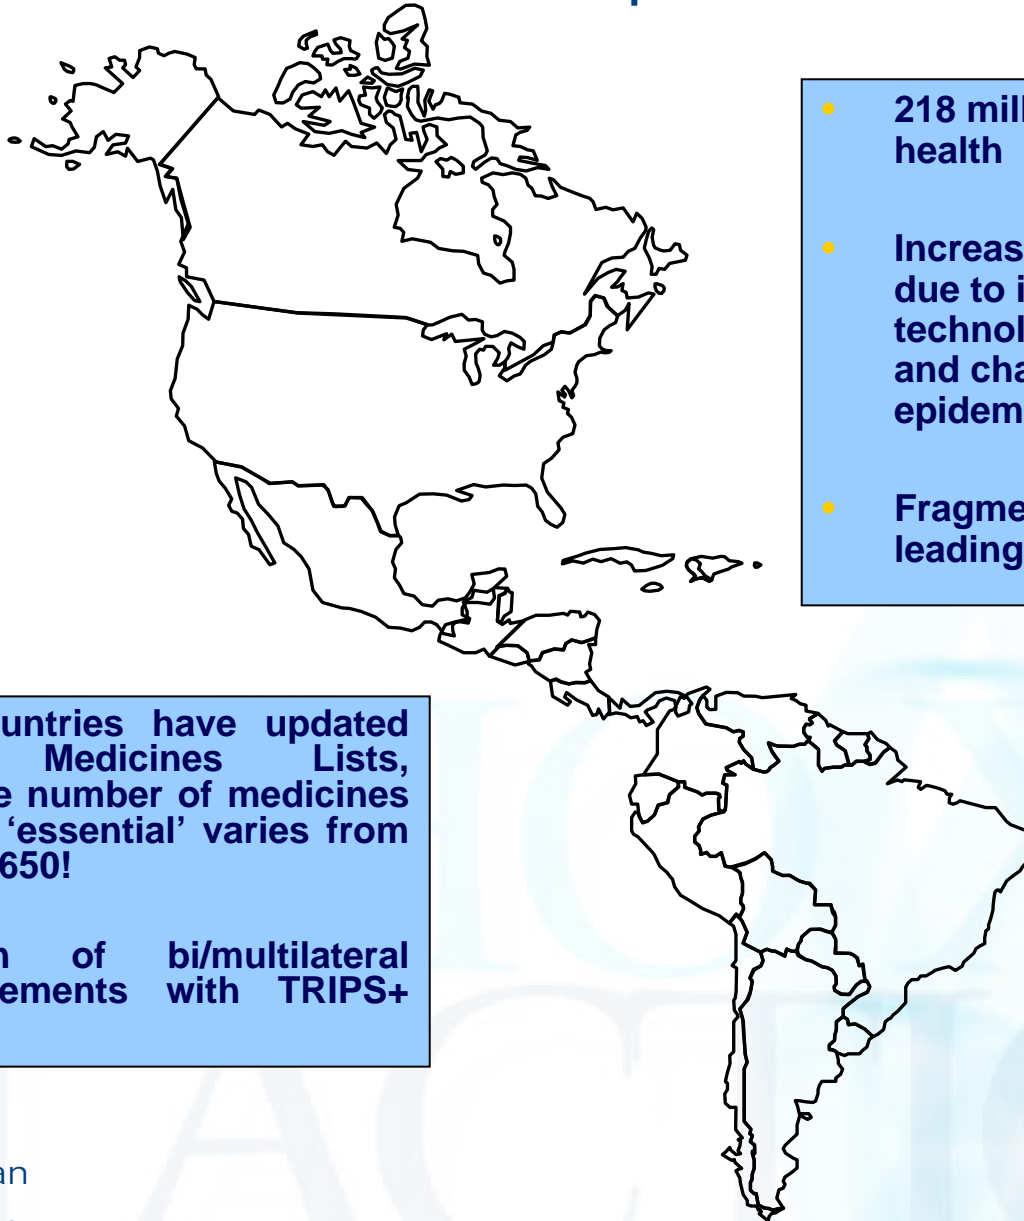 218 mill
health
Increas
due to i
technol
and cha
epidem
Fragme
leading
untries have updated
Medicines Lists,
e number of medicines
'essential' varies from
650!
n of bi/multilateral
ements with TRIPS+
an